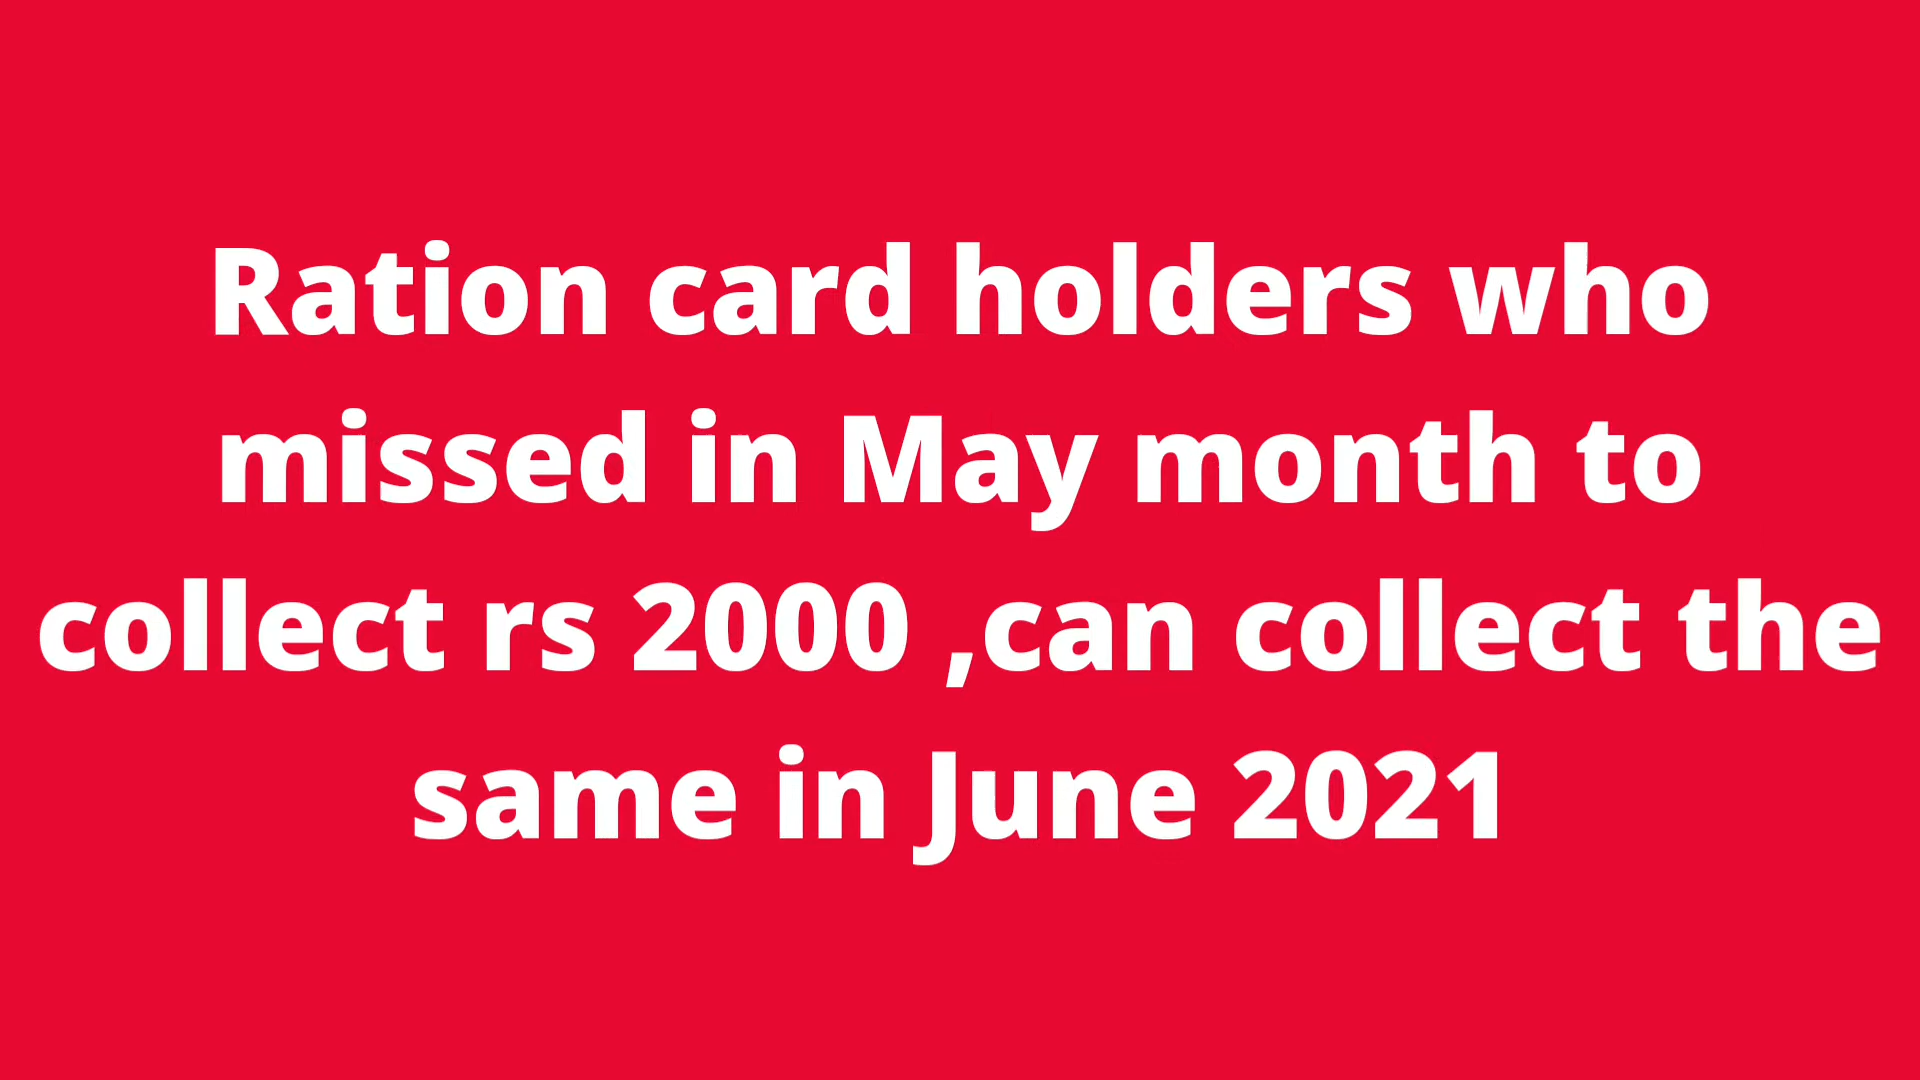 Ration card holders who
missed in May month to
collect rs 2000 ,can collect the
same in June 2021